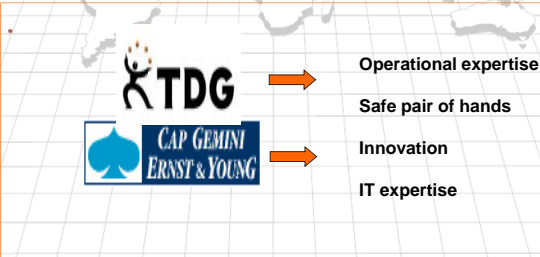 *
TDG
CAP GEMINI
ERNST & YOUNG
Operational expertise
Safe pair of hands
Innovation
IT expertise